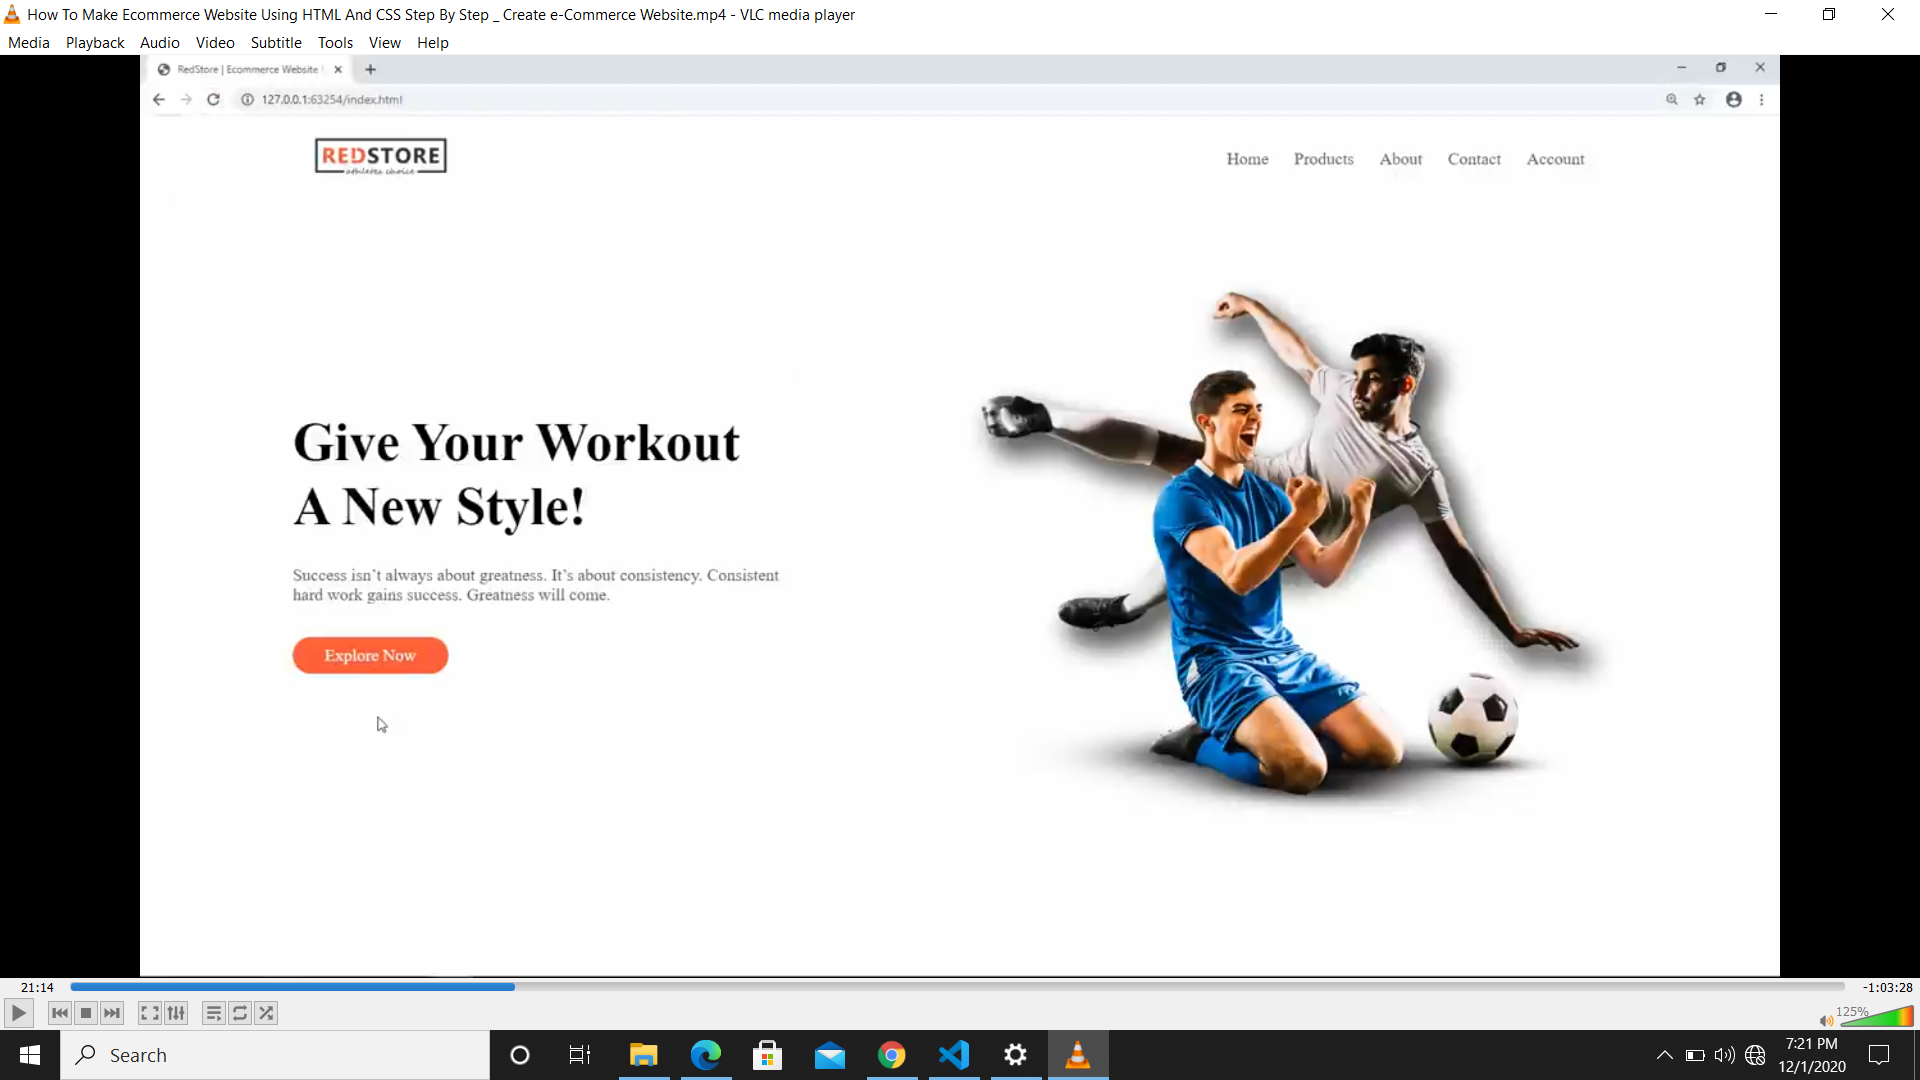 How To Make Ecommerce Website Using HTML And CSS Step By Step _ Create e-Commerce Website.mp4 - VLC media player
Media Playback Audio Video Subtitle Tools View Help
RedStore | Ecommerce Website
127.0.0.1:63254/index.html
REDSTORE
athletes choice
Home Products About Contact Account
Give Your Workout
A New Style!
Success isn't always about greatness. It's about consistency. Consistent
hard work gains success. Greatness will come.
Explore Now
21:14
-1:03:28
125%
Search
7:21 PM
12/1/2020